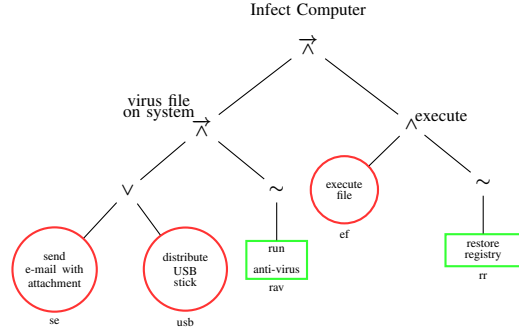 Infect Computer
→
∧
virus file
on system
→
∧
∧ execute
∨
∼
execute
file
∼
ef
send
e-mail with
attachment
distribute
USB
stick
run
anti-virus
restore
registry
se
usb
rav
rr